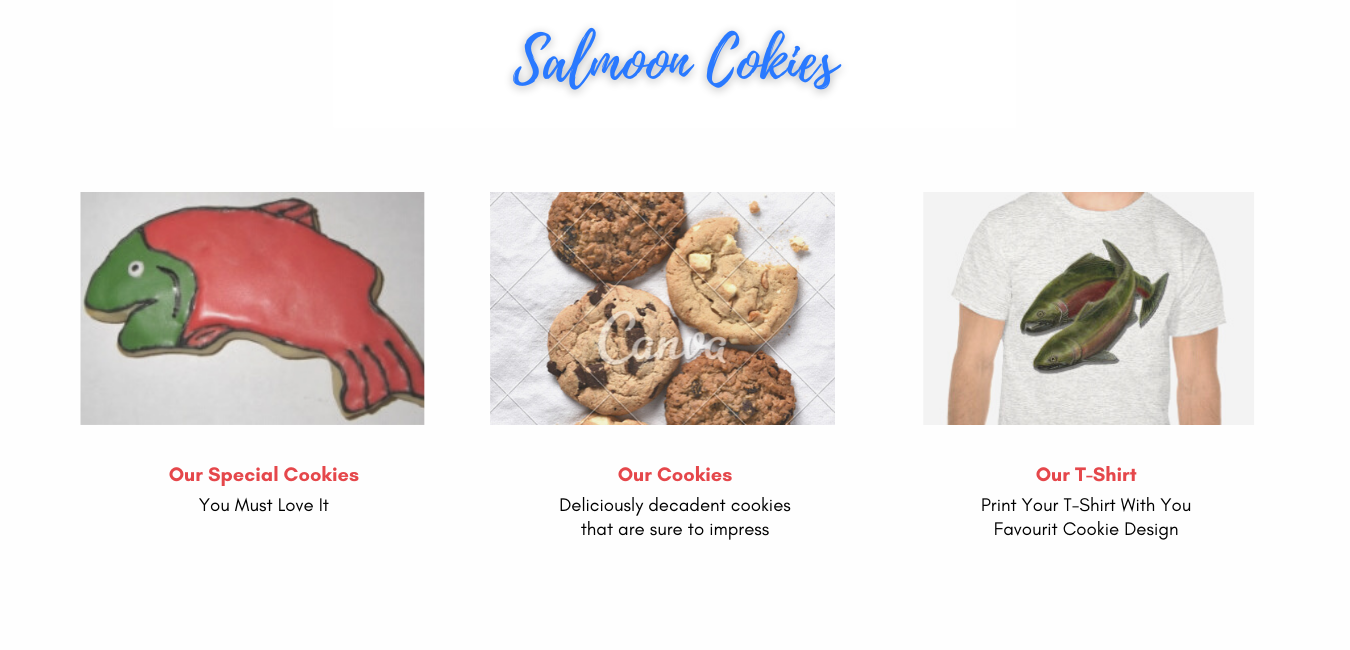 Salmoon Cokies
Canva
Our Special Cookies
You Must Love It
Our Cookies
Deliciously decadent cookies
that are sure to impress
Our T-Shirt
Print Your T-Shirt With You
Favourit Cookie Design